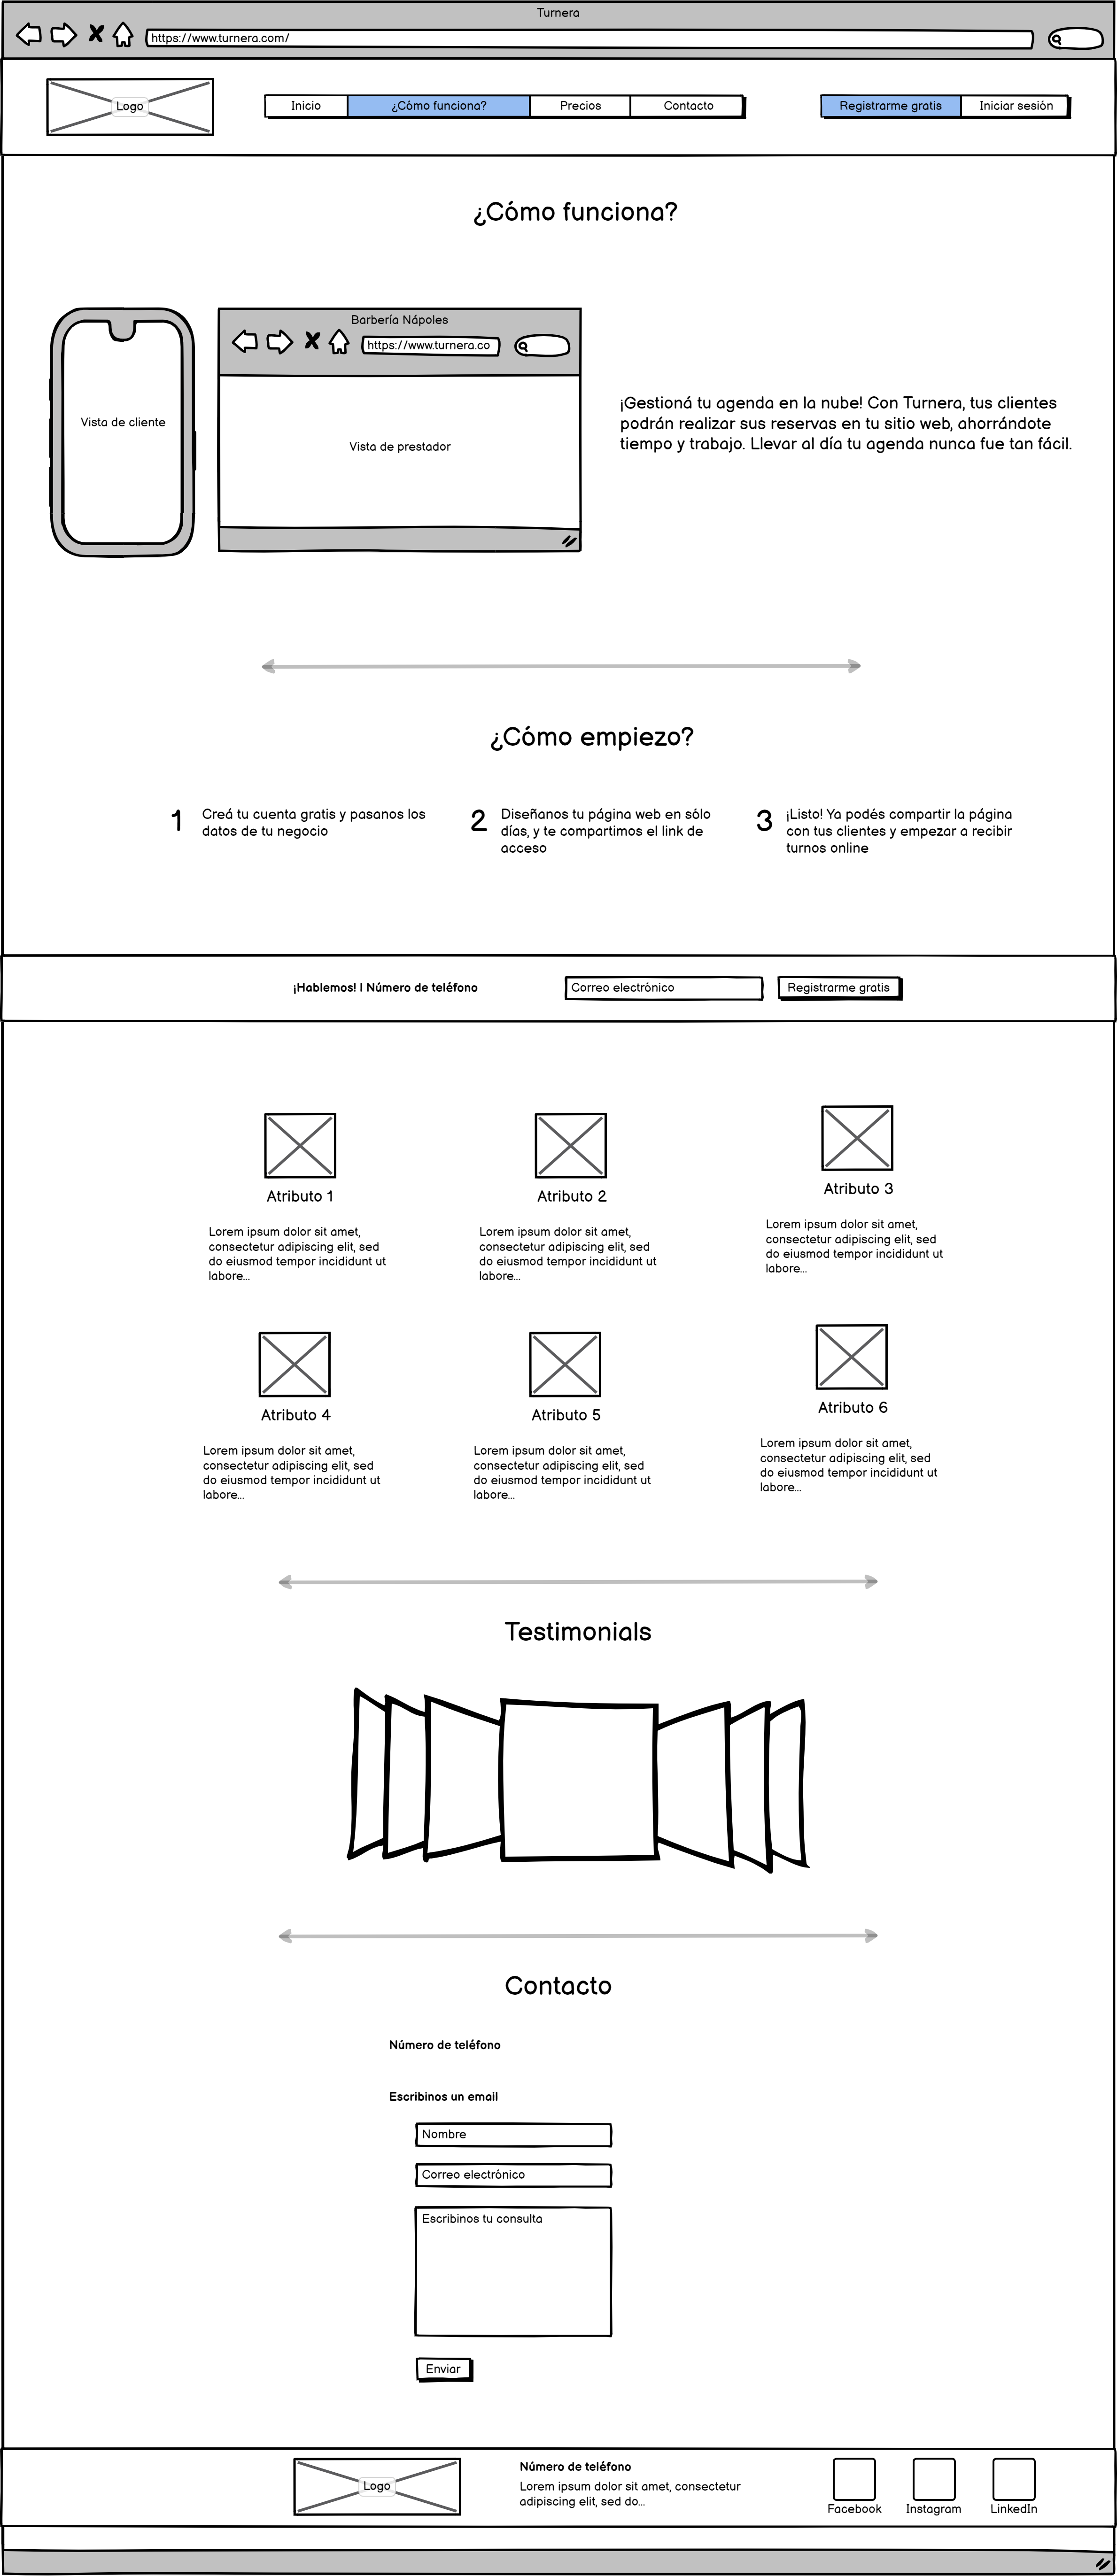 Turnera
https://www.turnera.com/
Logo
Inicio
¿Cómo funciona?
Precios
Contacto
Registrarme gratis
Iniciar sesión
¿Cómo funciona?
Vista de cliente
Barbería Nápoles
https://www.turnera.co
Vista de prestador
¡Gestioná tu agenda en la nube! Con Turnera, tus clientes
podrán realizar sus reservas en tu sitio web, ahorrándote
tiempo y trabajo. Llevar al día tu agenda nunca fue tan fácil.
¿Cómo empiezo?
1
Creá tu cuenta gratis y pasanos los
datos de tu negocio
2
Diseñanos tu página web en sólo
días, y te compartimos el link de
acceso
3
¡Listo! Ya podés compartir la página
con tus clientes y empezar a recibir
turnos online
¡Hablemos! | Número de teléfono
Correo electrónico
Registrarme gratis
Atributo 1
Lorem ipsum dolor sit amet,
consectetur adipiscing elit, sed
do eiusmod tempor incididunt ut
labore...
Atributo 2
Lorem ipsum dolor sit amet,
consectetur adipiscing elit, sed
do eiusmod tempor incididunt ut
labore...
Atributo 3
Lorem ipsum dolor sit amet,
consectetur adipiscing elit, sed
do eiusmod tempor incididunt ut
labore...
Atributo 4
Lorem ipsum dolor sit amet,
consectetur adipiscing elit, sed
do eiusmod tempor incididunt ut
labore...
Atributo 5
Lorem ipsum dolor sit amet,
consectetur adipiscing elit, sed
do eiusmod tempor incididunt ut
labore...
Atributo 6
Lorem ipsum dolor sit amet,
consectetur adipiscing elit, sed
do eiusmod tempor incididunt ut
labore...
Testimonials
Contacto
Número de teléfono
Escribinos un email
Nombre
Correo electrónico
Escribinos tu consulta
Enviar
Logo
Número de teléfono
Lorem ipsum dolor sit amet, consectetur
adipiscing elit, sed do...
Facebook
Instagram
LinkedIn